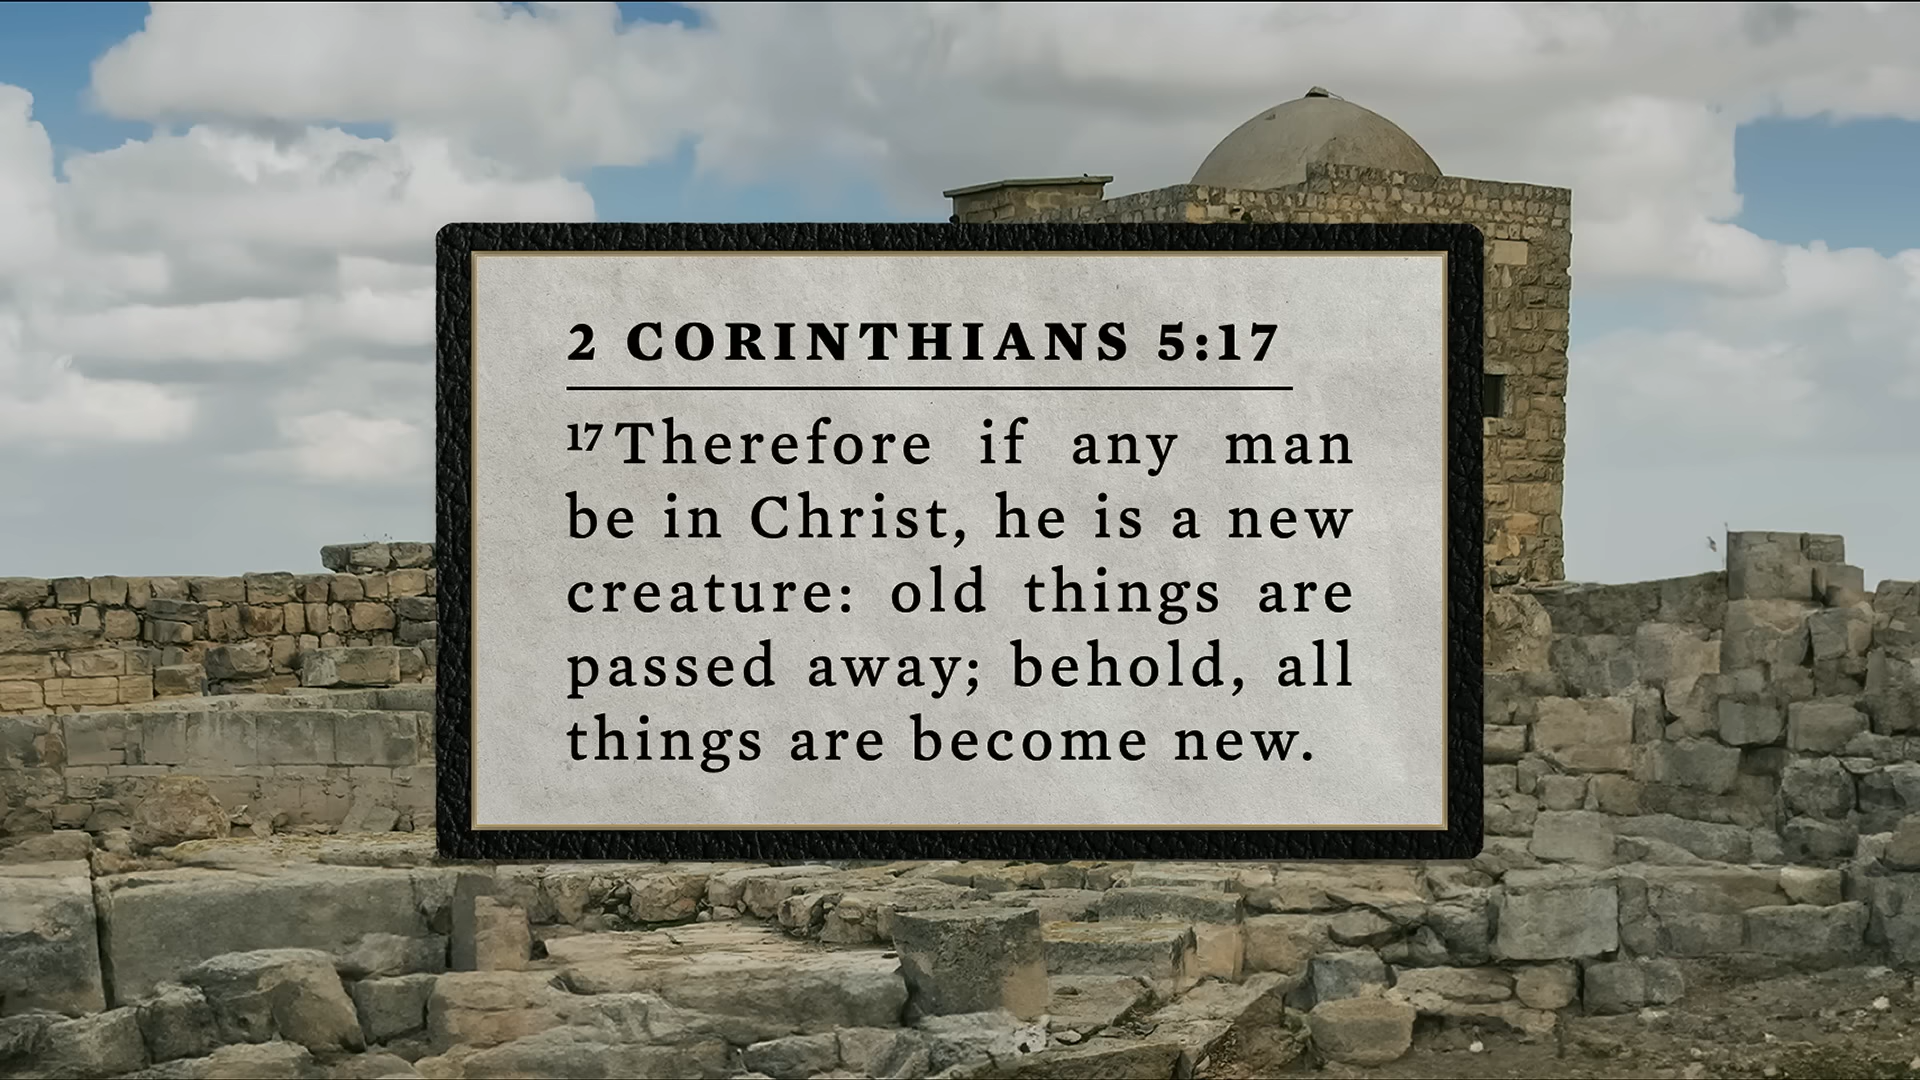 2 CORINTHIANS 5:17
17 Therefore if any man
be in Christ, he is a new
creature: old things are
passed away; behold, all
things are become new.